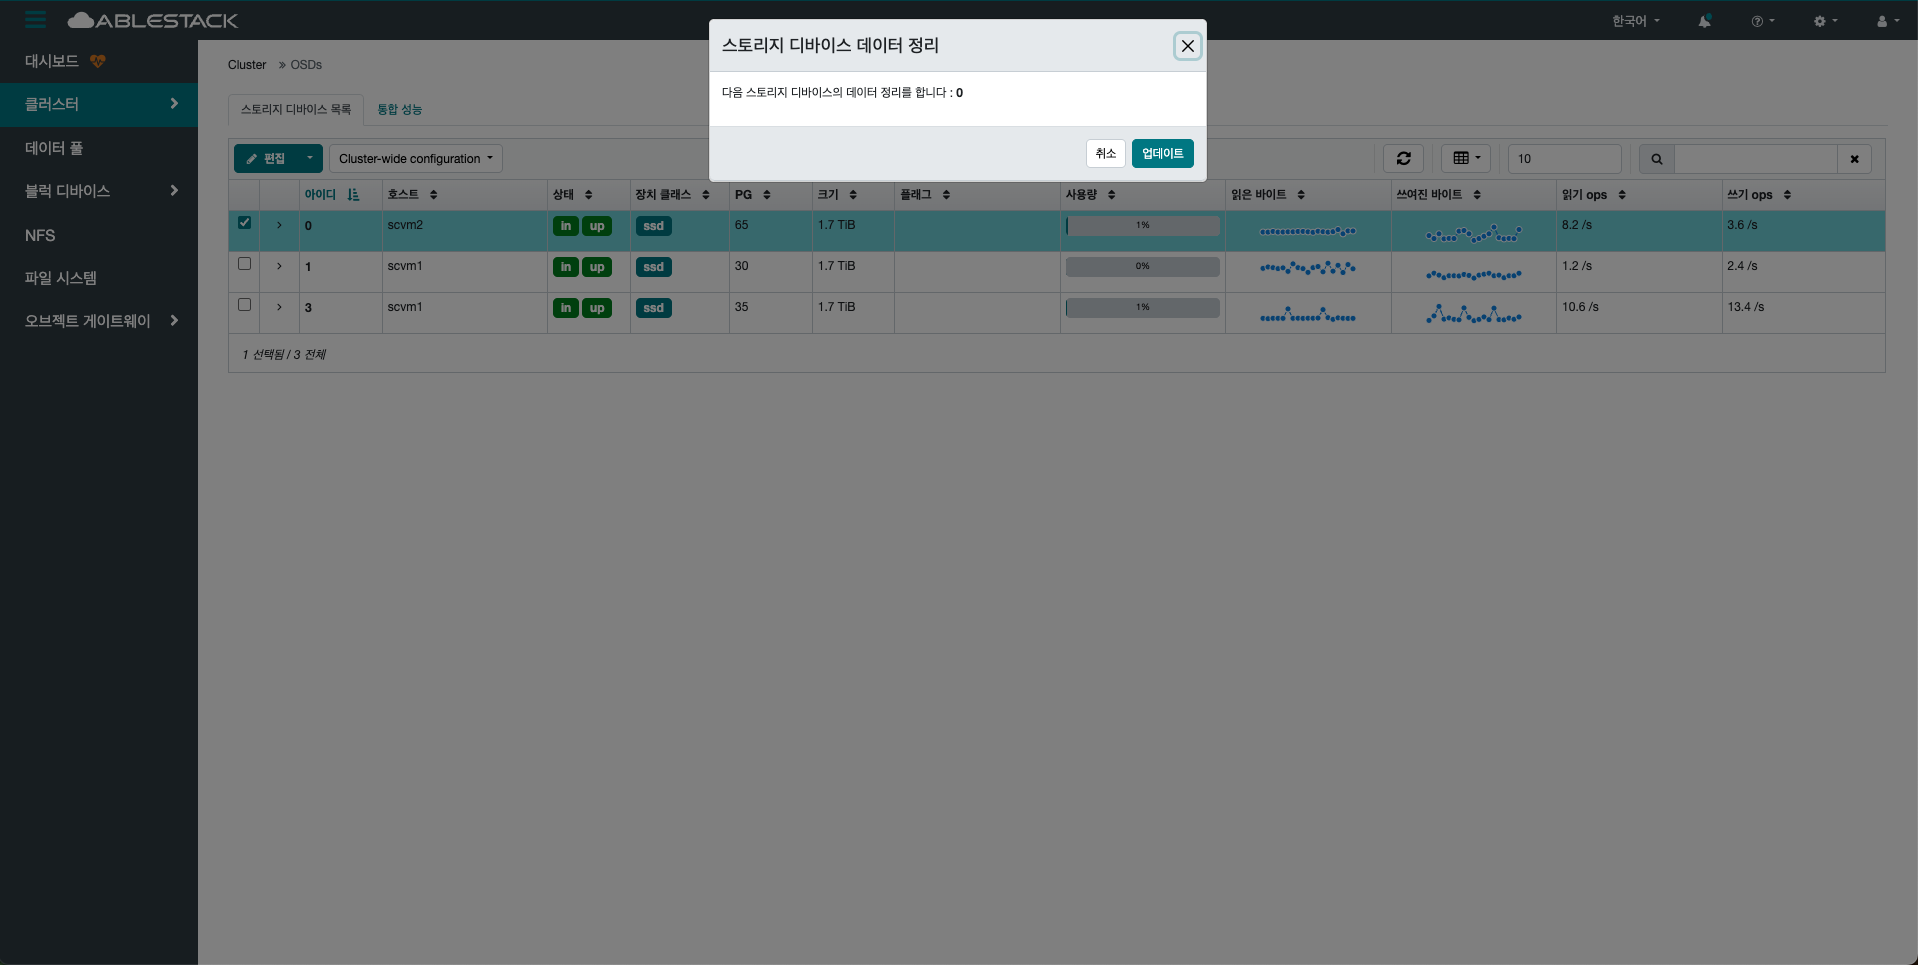 ABLESTACK
한국어
대시보드
클러스터
데이터 풀
블럭 디바이스
NFS
파일 시스템
오브젝트 게이트웨이
Cluster » OSDs
스토리지 디바이스 목록 통합 성능
스토리지 디바이스 데이터 정리
다음 스토리지 디바이스의 데이터 정리를 합니다 : 0
취소 업데이트
편집 Cluster-wide configuration 10
아이디 호스트 상태 장치 클래스 PG 크기 플래그 사용량 읽은 바이트 쓰여진 바이트 읽기 ops 쓰기 ops
0 scvm2 in up ssd 65 1.7 TiB 1% 8.2 /s 3.6 /s
1 scvm1 in up ssd 30 1.7 TiB 0% 1.2 /s 2.4 /s
3 scvm1 in up ssd 35 1.7 TiB 1% 10.6 /s 13.4 /s
1 선택됨 / 3 전체